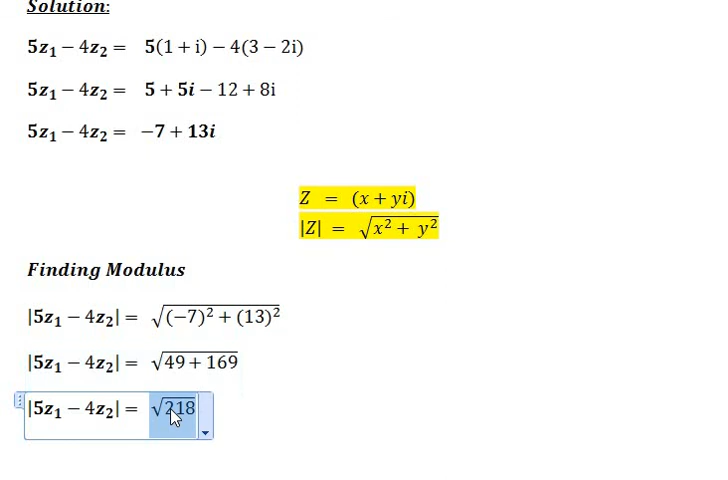 Solution:
5z₁ − 4z₂ = 5(1 + i) − 4(3 − 2i)
5z₁ − 4z₂ = 5 + 5i − 12 + 8i
5z₁ − 4z₂ = −7 + 13i
Z = (x + yi)
|Z| = √(x² + y²)
Finding Modulus
|5z₁ − 4z₂| = √((−7)² + (13)²)
|5z₁ − 4z₂| = √(49 + 169)
|5z₁ − 4z₂| = √218